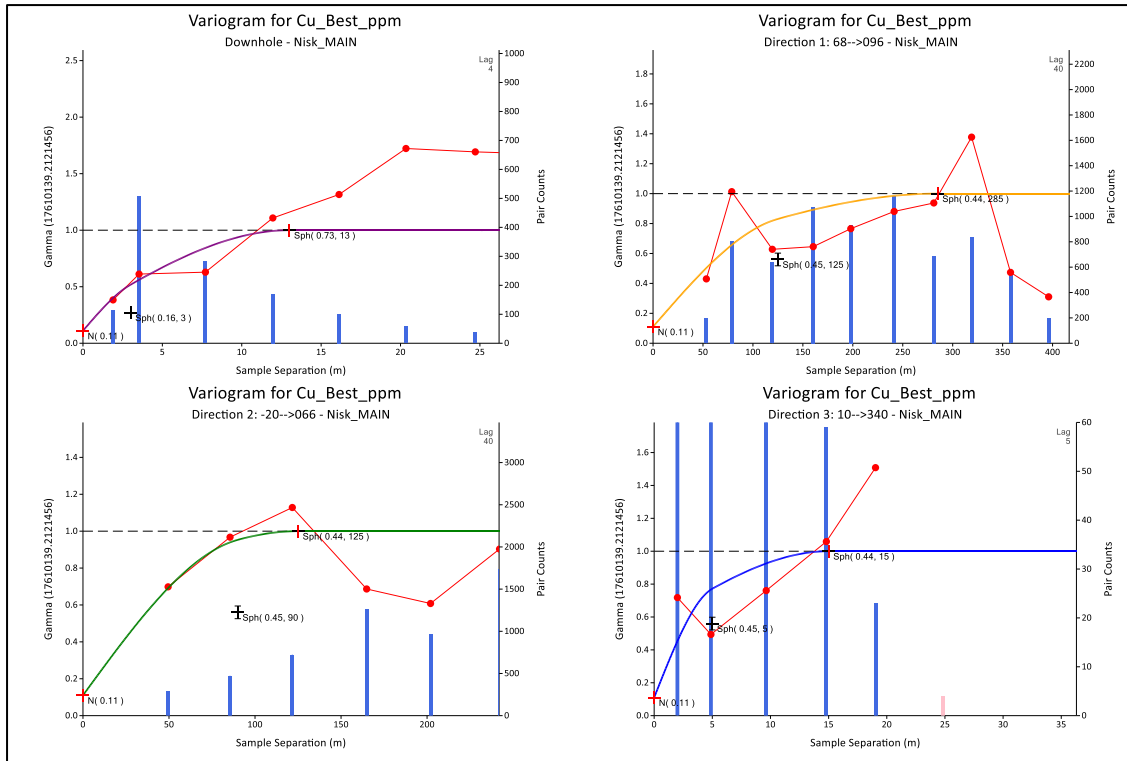 Variogram for Cu_Best_ppm
Downhole - Nisk_MAIN
Lag
4
Gamma (17610139.2121456)
2.5
2.0
1.5
1.0
0.5
0.0
1000
900
800
700
600
500
400
300
200
100
0
Pair Counts
Sph( 0.73, 13 )
Sph( 0.16, 3 )
N( 0.11 )
0 5 10 15 20 25
Sample Separation (m)
Variogram for Cu_Best_ppm
Direction 1: 68-->096 - Nisk_MAIN
Lag
40
Gamma (17610139.2121456)
1.8
1.6
1.4
1.2
1.0
0.8
0.6
0.4
0.2
0.0
2200
2000
1800
1600
1400
1200
1000
800
600
400
200
0
Pair Counts
Sph( 0.44, 285 )
Sph( 0.45, 125 )
N( 0.11 )
0 50 100 150 200 250 300 350 400
Sample Separation (m)
Variogram for Cu_Best_ppm
Direction 2: -20-->066 - Nisk_MAIN
Lag
40
Gamma (17610139.2121456)
1.4
1.2
1.0
0.8
0.6
0.4
0.2
0.0
3000
2500
2000
1500
1000
500
0
Pair Counts
Sph( 0.44, 125 )
Sph( 0.45, 90 )
N( 0.11 )
0 50 100 150 200
Sample Separation (m)
Variogram for Cu_Best_ppm
Direction 3: 10-->340 - Nisk_MAIN
Lag
5
Gamma (17610139.2121456)
1.6
1.4
1.2
1.0
0.8
0.6
0.4
0.2
0.0
60
50
40
30
20
10
0
Pair Counts
Sph( 0.44, 15 )
Sph( 0.45, 5 )
N( 0.11 )
0 5 10 15 20 25 30 35
Sample Separation (m)